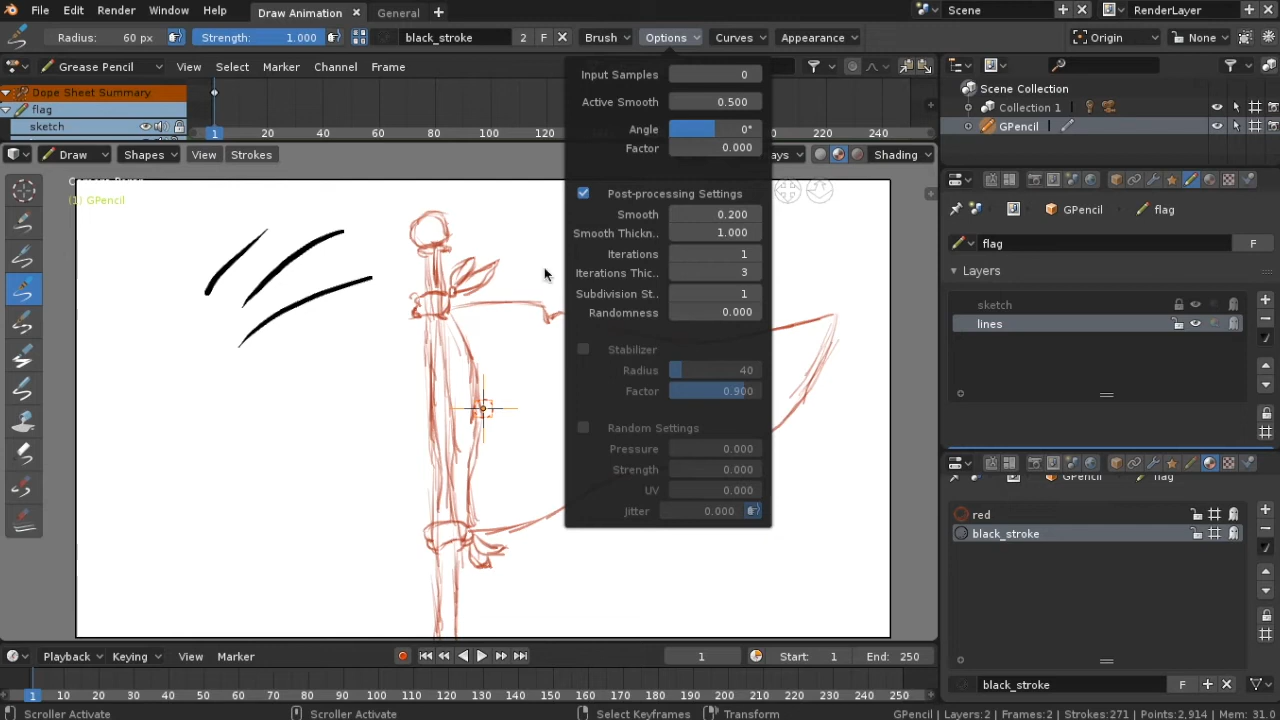 File Edit Render Window Help Draw Animation General Scene RenderLayer
Radius: 60 px Strength: 1.000 black_stroke 2 F Brush Options Curves Appearance Origin None
Grease Pencil View Select Marker Channel Frame
Dope Sheet Summary
flag
sketch
1 20 40 60 80 100 120 220 240
Draw Shapes View Strokes Shading
(1) GPencil
Input Samples 0
Active Smooth 0.500
Angle 0°
Factor 0.000
Post-processing Settings
Smooth 0.200
Smooth Thickn.. 1.000
Iterations 1
Iterations Thic.. 3
Subdivision St.. 1
Randomness 0.000
Stabilizer
Radius 40
Factor 0.900
Random Settings
Pressure 0.000
Strength 0.000
UV 0.000
Jitter 0.000
Scene Collection
Collection 1
GPencil
GPencil flag
flag F
Layers
sketch
lines
GPencil flag
red
black_stroke
black_stroke F
Playback Keying View Marker 1 Start: 1 End: 250
1 10 20 30 40 50 60 70 80 90 100 110 120 130 140 150 160 170 180 190 200 210 220 230 240 250
Scroller Activate Scroller Activate Select Keyframes Transform GPencil | Layers:2 | Frames:2 | Strokes:271 | Points:2,914 | Mem: 31.0